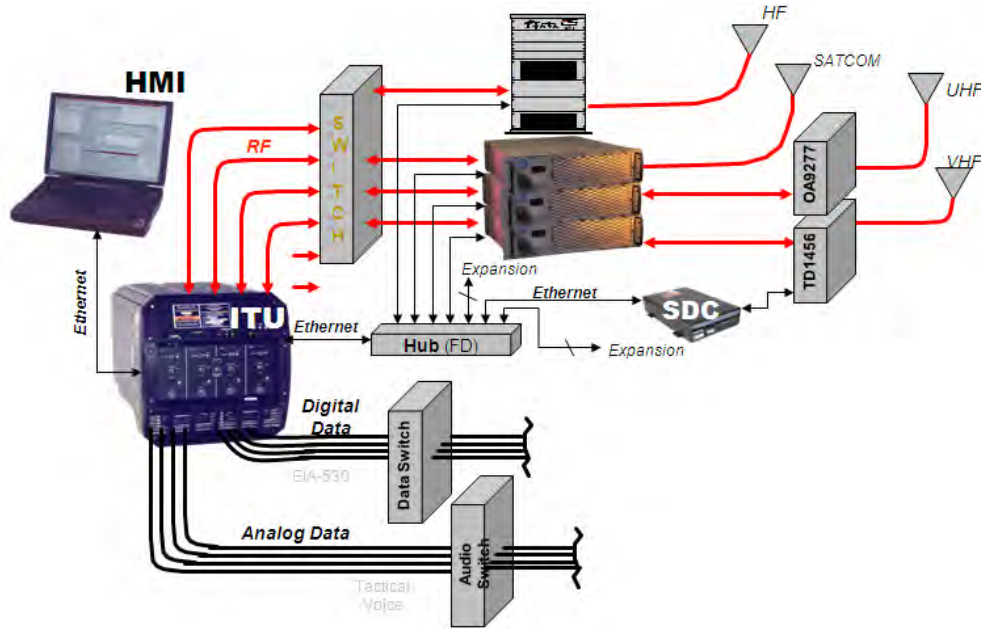 HF
SATCOM
HMI
UHF
RF
SWITCH
OA9277
VHF
TD1456
Expansion
Ethernet
Ethernet
SDC
ITU
Ethernet
Hub (FD)
Expansion
Digital
Data
Data Switch
EIA-530
Analog Data
Audio
Switch
Tactical
Voice